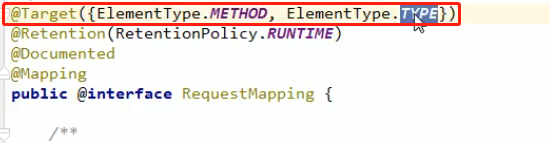 @Target({ElementType.METHOD, ElementType.TYPE})
@Retention(RetentionPolicy.RUNTIME)
@Documented
@Mapping
public @interface RequestMapping {
/**